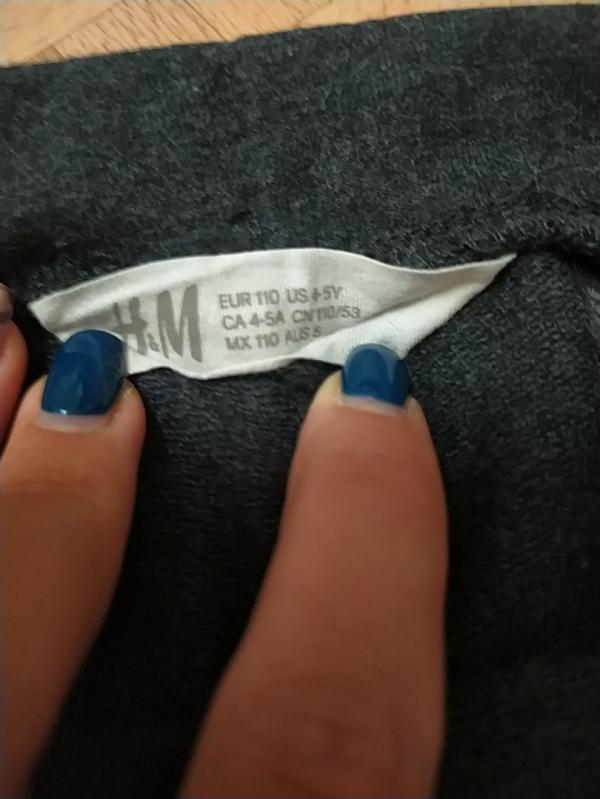 H&M
EUR 110 US 4-5Y
CA 4-5A CN 110/53
MX 110 AUS 5